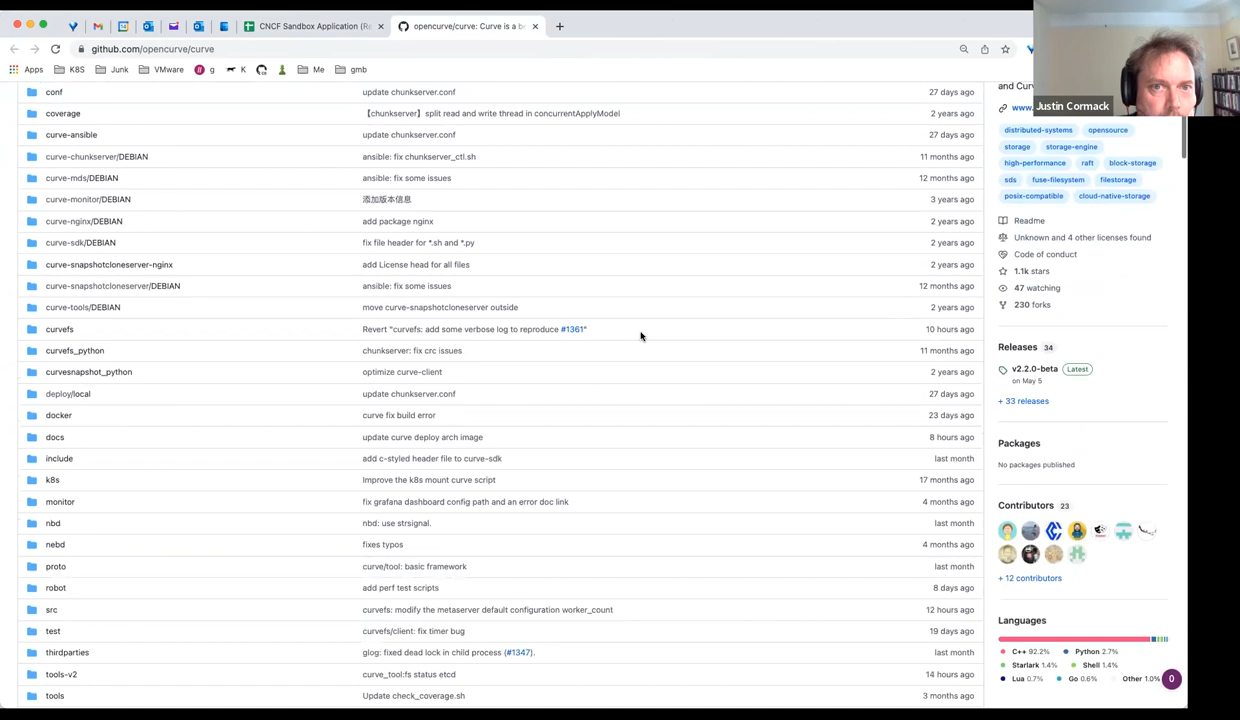 CNCF Sandbox Application (Re
opencurve/curve: Curve is a be
github.com/opencurve/curve
Apps
K8S
Junk
VMware
g
K
Me
gmb
Justin Cormack
conf update chunkserver.conf 27 days ago
coverage 【chunkserver】split read and write thread in concurrentApplyModel 2 years ago
curve-ansible update chunkserver.conf 27 days ago
curve-chunkserver/DEBIAN ansible: fix chunkserver_ctl.sh 11 months ago
curve-mds/DEBIAN ansible: fix some issues 12 months ago
curve-monitor/DEBIAN 添加版本信息 3 years ago
curve-nginx/DEBIAN add package nginx 2 years ago
curve-sdk/DEBIAN fix file header for *.sh and *.py 2 years ago
curve-snapshotcloneserver-nginx add License head for all files 2 years ago
curve-snapshotcloneserver/DEBIAN ansible: fix some issues 12 months ago
curve-tools/DEBIAN move curve-snapshotcloneserver outside 2 years ago
curvefs Revert "curvefs: add some verbose log to reproduce #1361" 10 hours ago
curvefs_python chunkserver: fix crc issues 11 months ago
curvesnapshot_python optimize curve-client 2 years ago
deploy/local update chunkserver.conf 27 days ago
docker curve fix build error 23 days ago
docs update curve deploy arch image 8 hours ago
include add c-styled header file to curve-sdk last month
k8s Improve the k8s mount curve script 17 months ago
monitor fix grafana dashboard config path and an error doc link 4 months ago
nbd nbd: use strsignal. last month
nebd fixes typos 4 months ago
proto curve/tool: basic framework last month
robot add perf test scripts 8 days ago
src curvefs: modify the metaserver default configuration worker_count 12 hours ago
test curvefs/client: fix timer bug 19 days ago
thirdparties glog: fixed dead lock in child process (#1347). last month
tools-v2 curve_tool:fs status etcd 14 hours ago
tools Update check_coverage.sh 3 months ago
and Curv
www.
distributed-systems opensource
storage storage-engine
high-performance raft block-storage
sds fuse-filesystem filestorage
posix-compatible cloud-native-storage
Readme
Unknown and 4 other licenses found
Code of conduct
1.1k stars
47 watching
230 forks
Releases 34
v2.2.0-beta Latest
on May 5
+ 33 releases
Packages
No packages published
Contributors 23
+ 12 contributors
Languages
C++ 92.2% Python 2.7%
Starlark 1.4% Shell 1.4%
Lua 0.7% Go 0.6% Other 1.0%
0